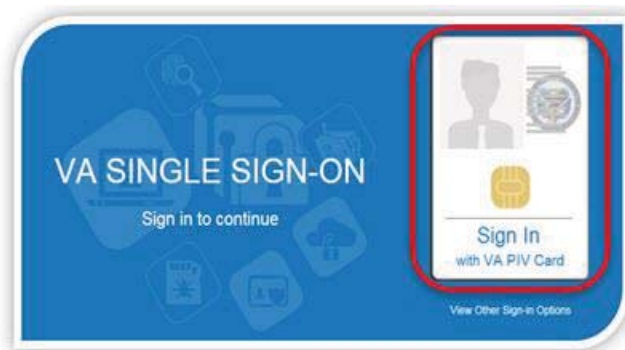 VA SINGLE SIGN-ON
Sign in to continue
Sign In
with VA PIV Card
View Other Sign-in Options